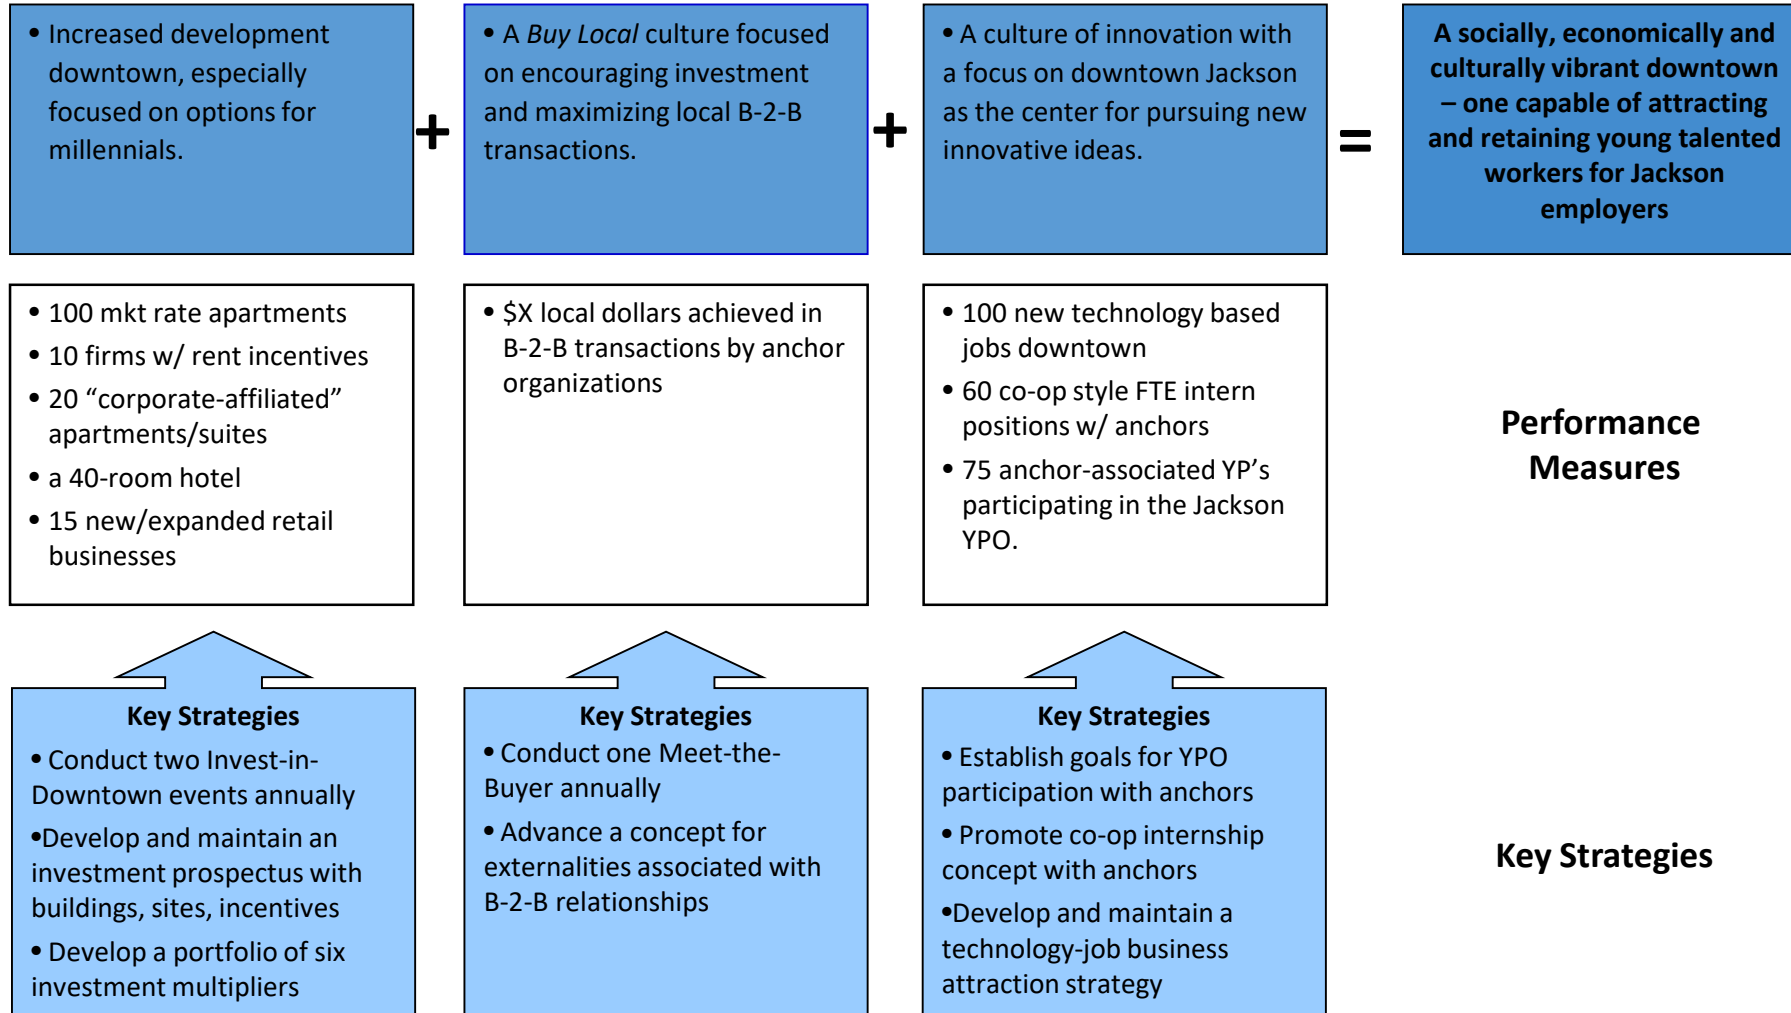 • Increased development
downtown, especially
focused on options for
millennials.
+
• A Buy Local culture focused
on encouraging investment
and maximizing local B-2-B
transactions.
+
• A culture of innovation with
a focus on downtown Jackson
as the center for pursuing new
innovative ideas.
=
A socially, economically and
culturally vibrant downtown
– one capable of attracting
and retaining young talented
workers for Jackson
employers
• 100 mkt rate apartments
• 10 firms w/ rent incentives
• 20 “corporate-affiliated”
apartments/suites
• a 40-room hotel
• 15 new/expanded retail
businesses
• $X local dollars achieved in
B-2-B transactions by anchor
organizations
• 100 new technology based
jobs downtown
• 60 co-op style FTE intern
positions w/ anchors
• 75 anchor-associated YP’s
participating in the Jackson
YPO.
Performance
Measures
Key Strategies
• Conduct two Invest-in-
Downtown events annually
•Develop and maintain an
investment prospectus with
buildings, sites, incentives
• Develop a portfolio of six
investment multipliers
Key Strategies
• Conduct one Meet-the-
Buyer annually
• Advance a concept for
externalities associated with
B-2-B relationships
Key Strategies
• Establish goals for YPO
participation with anchors
• Promote co-op internship
concept with anchors
•Develop and maintain a
technology-job business
attraction strategy
Key Strategies